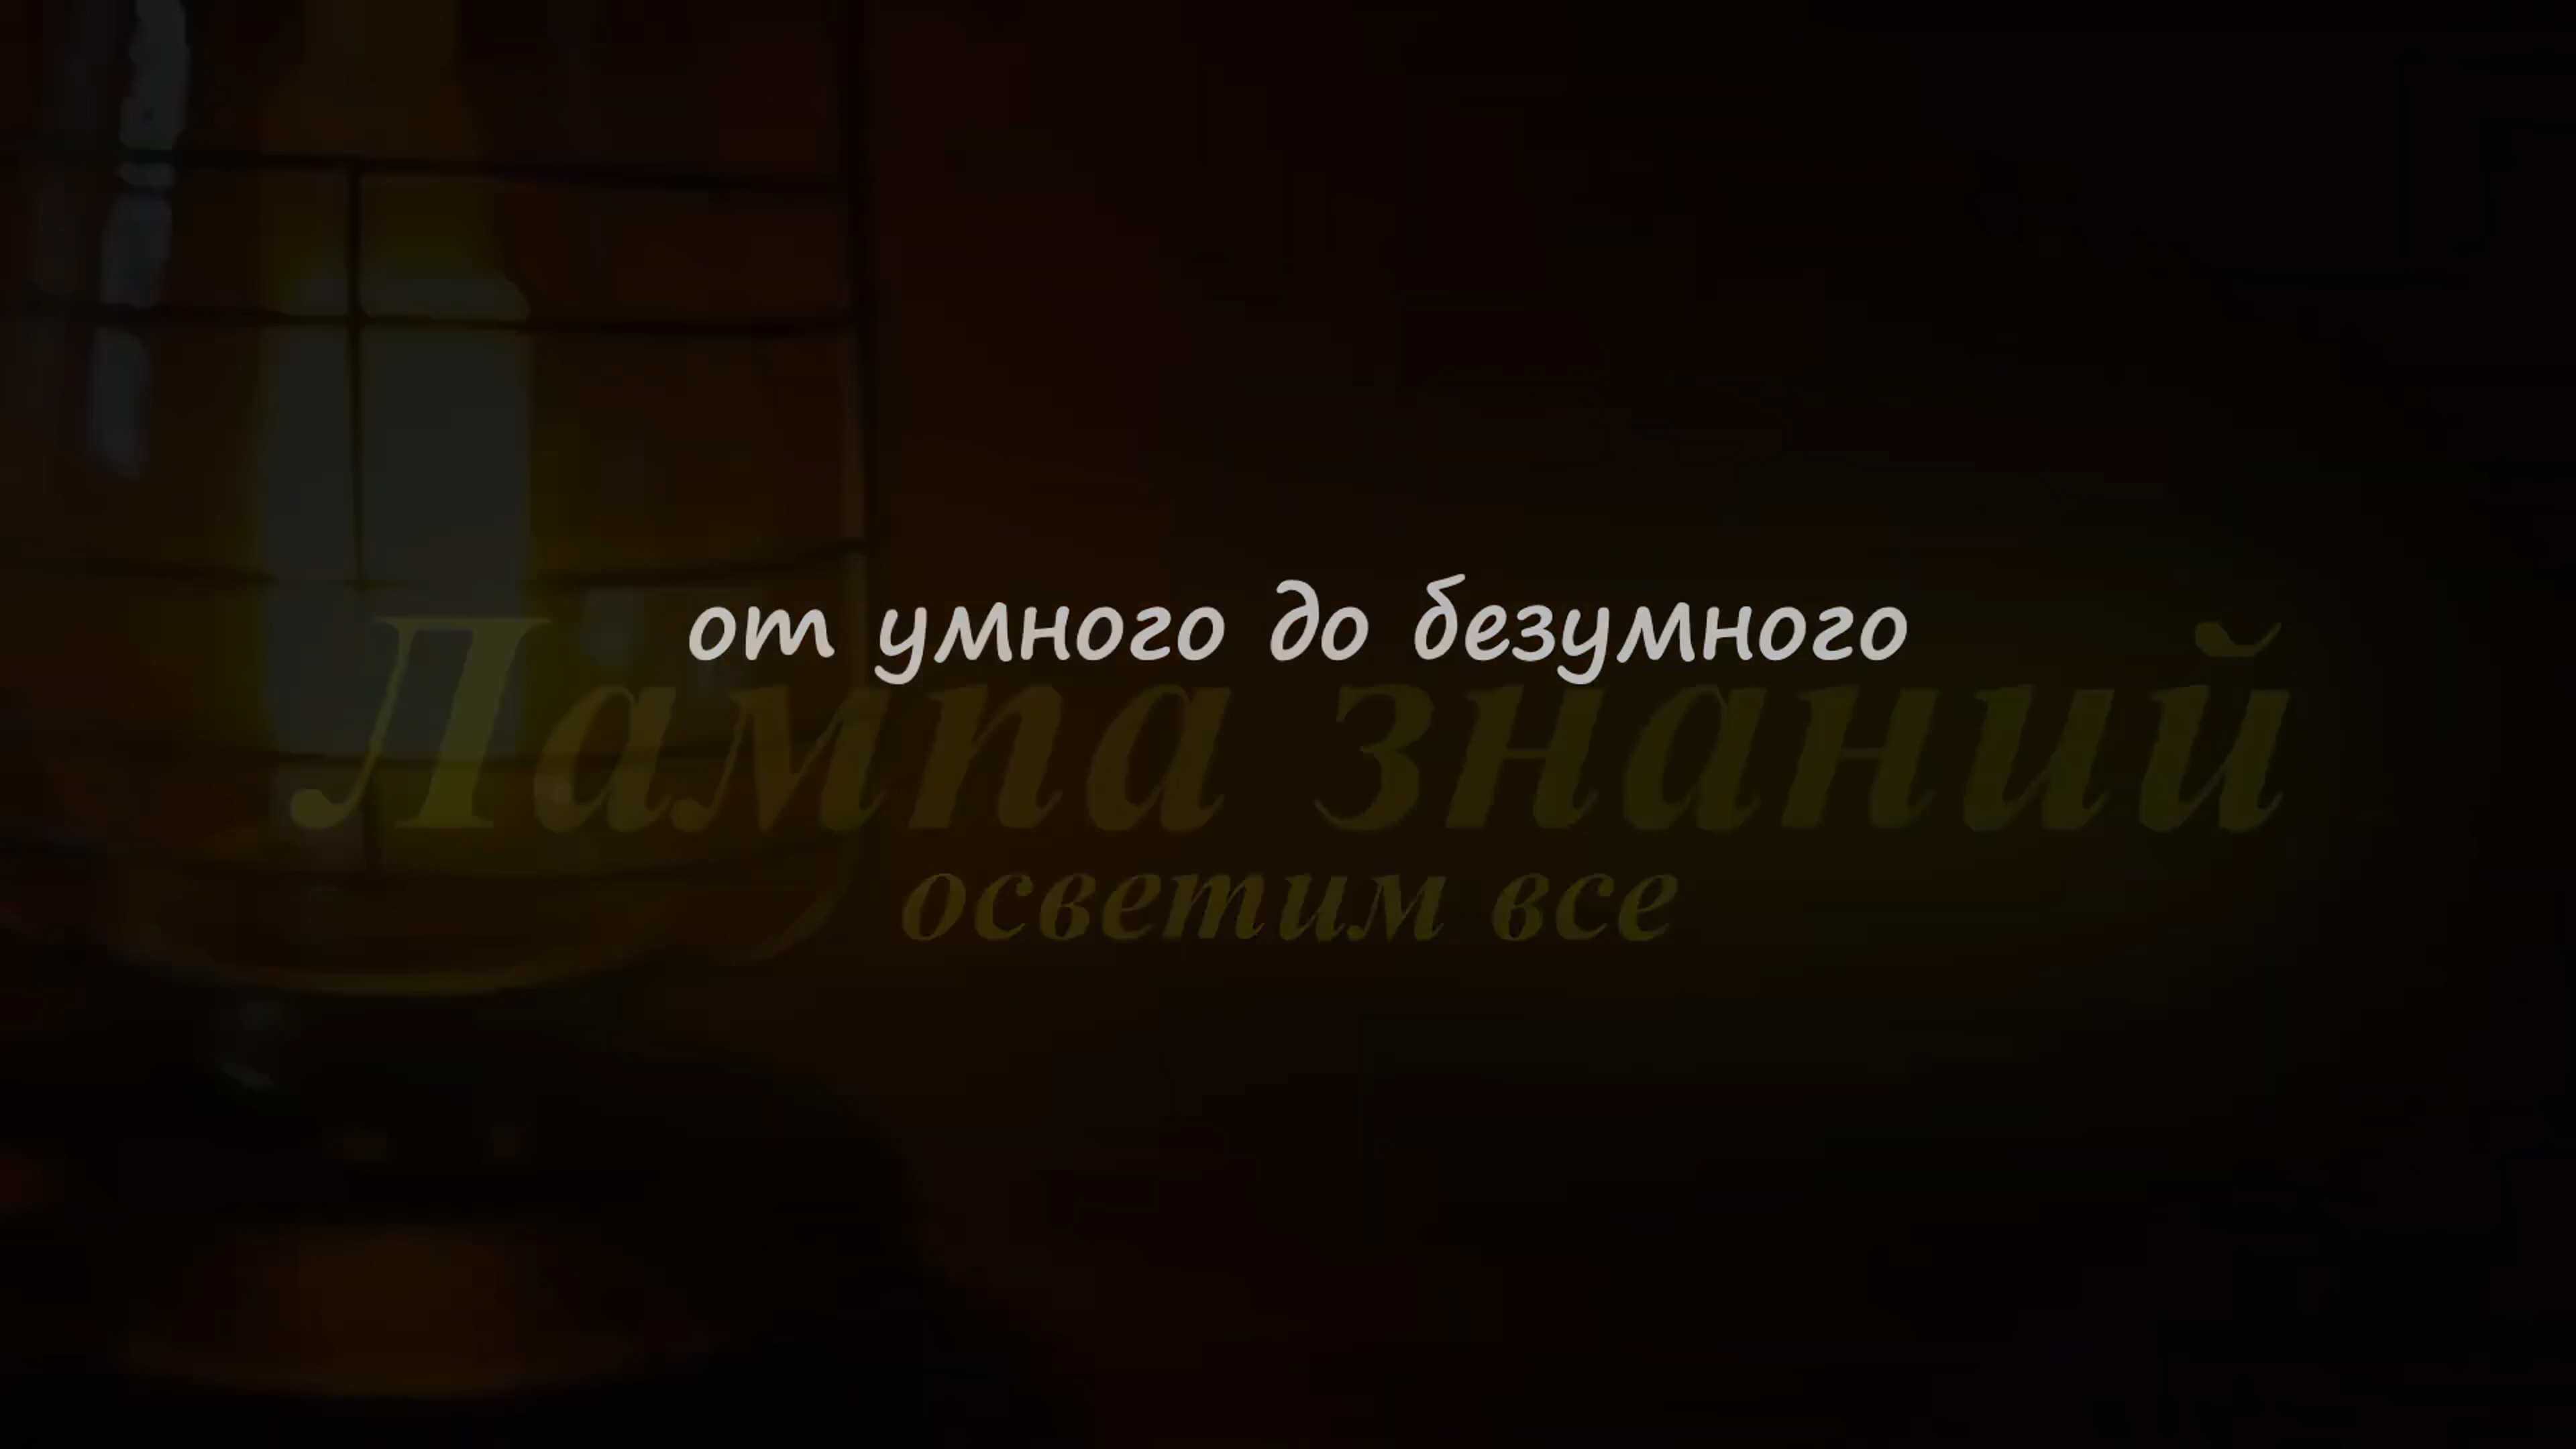 от умного до безумного
Лампа знаний
осветим все